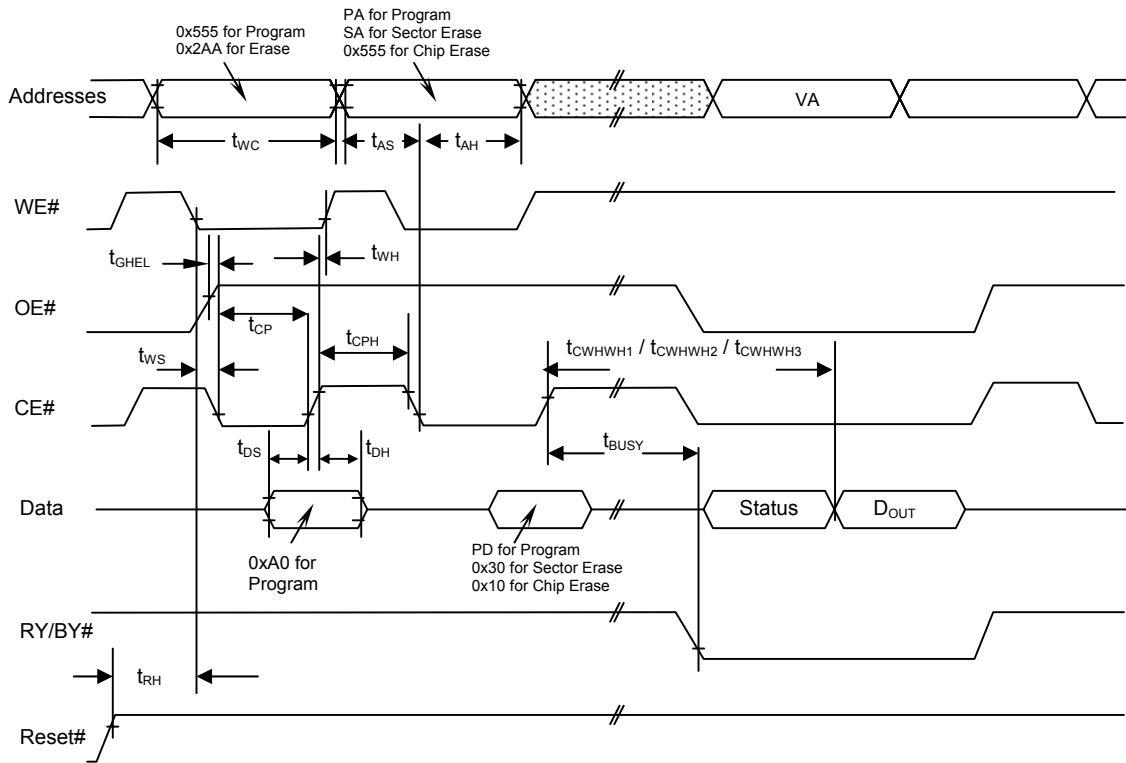 0x555 for Program
0x2AA for Erase
PA for Program
SA for Sector Erase
0x555 for Chip Erase
Addresses
VA
tWC
tAS
tAH
WE#
tGHEL
tWH
OE#
tCP
tCPH
tWS
tCWHWH1 / tCWHWH2 / tCWHWH3
CE#
tDS
tDH
tBUSY
Data
Status
DOUT
0xA0 for
Program
PD for Program
0x30 for Sector Erase
0x10 for Chip Erase
RY/BY#
tRH
Reset#